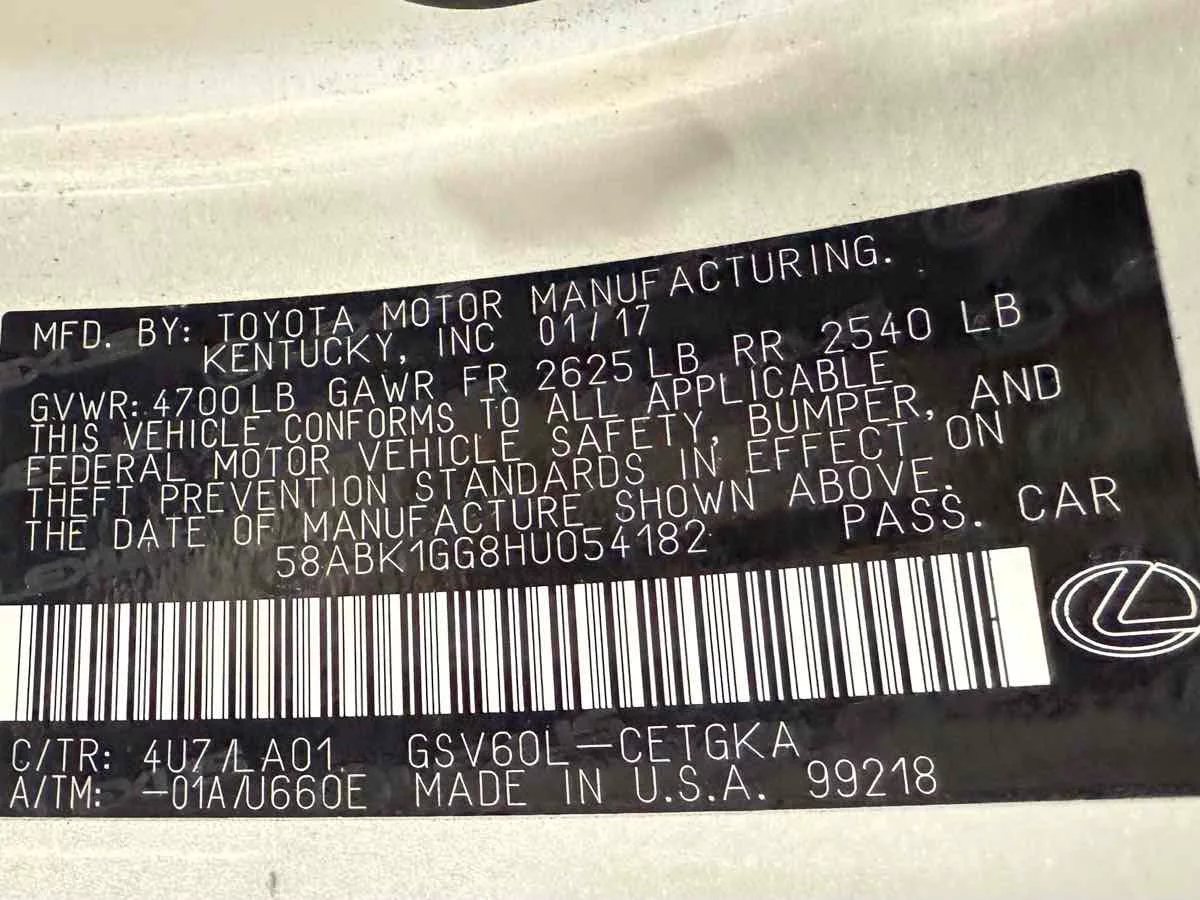 MFD. BY: TOYOTA MOTOR MANUFACTURING.
KENTUCKY, INC 01/17
GVWR: 4700LB GAWR FR 2625LB RR 2540 LB
THIS VEHICLE CONFORMS TO ALL APPLICABLE
FEDERAL MOTOR VEHICLE SAFETY, BUMPER, AND
THEFT PREVENTION STANDARDS IN EFFECT ON
THE DATE OF MANUFACTURE SHOWN ABOVE.
58ABK1GG8HU054182 PASS. CAR
C/TR: 4U7/LA01. GSV60L-CETGKA
A/TM: -01A/U660E MADE IN U.S.A. 99218